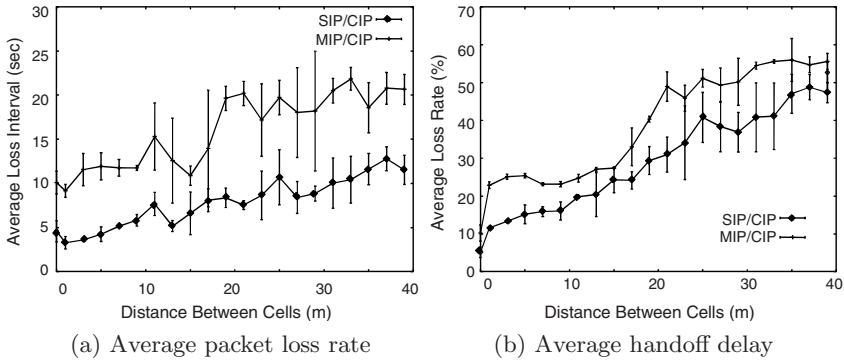 30
25
20
15
10
5
0
Average Loss Interval (sec)
SIP/CIP
MIP/CIP
0 10 20 30 40
Distance Between Cells (m)
(a) Average packet loss rate
70
60
50
40
30
20
10
0
Average Loss Rate (%)
SIP/CIP
MIP/CIP
0 10 20 30 40
Distance Between Cells (m)
(b) Average handoff delay